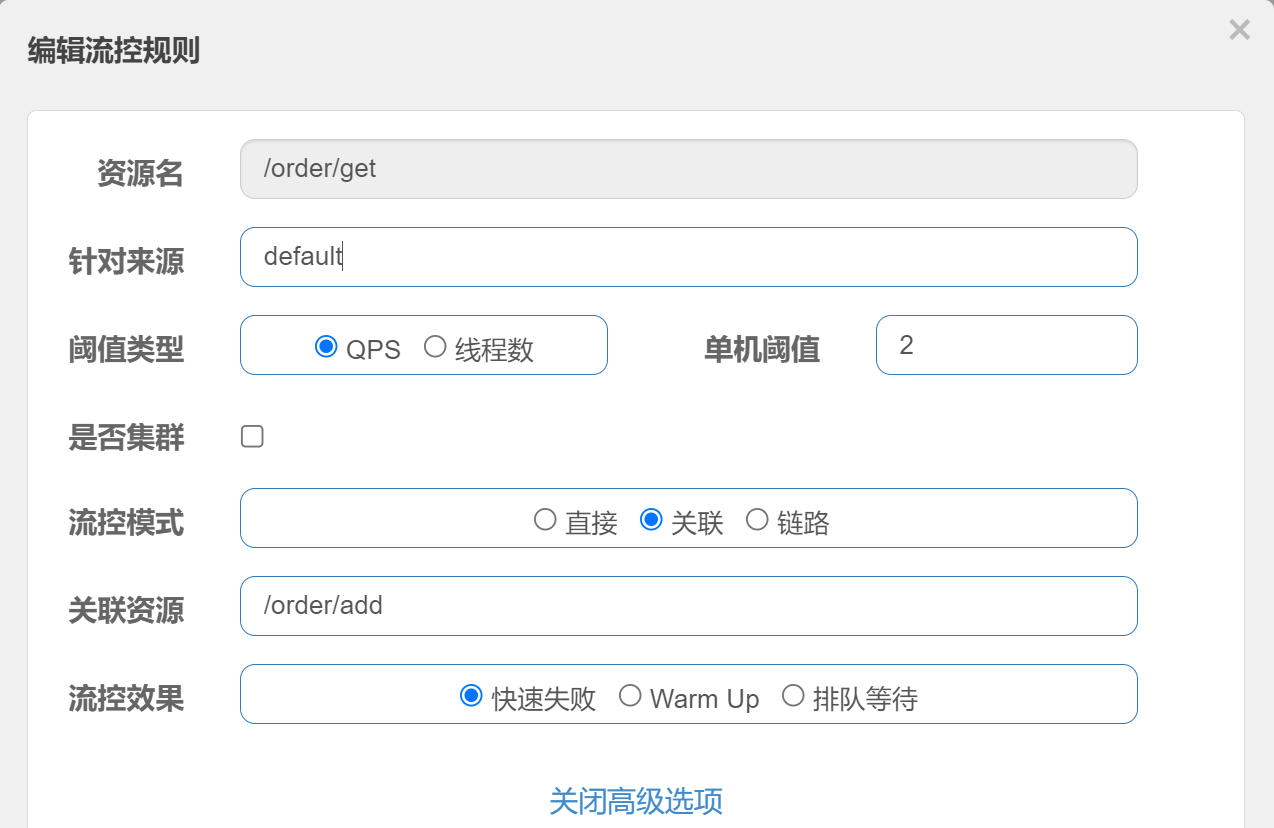 编辑流控规则
×
资源名 /order/get
针对来源 default
阈值类型 QPS 线程数 单机阈值 2
是否集群
流控模式 直接 关联 链路
关联资源 /order/add
流控效果 快速失败 Warm Up 排队等待
关闭高级选项